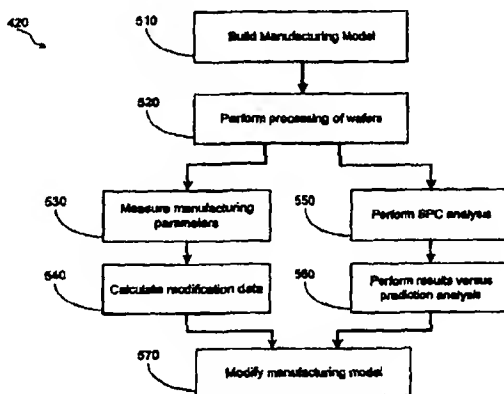 420
510
Build Manufacturing Model
520
Perform processing of wafers
530
Measure manufacturing
parameters
550
Perform SPC analysis
540
Calculate modification data
560
Perform results versus
prediction analysis
570
Modify manufacturing model